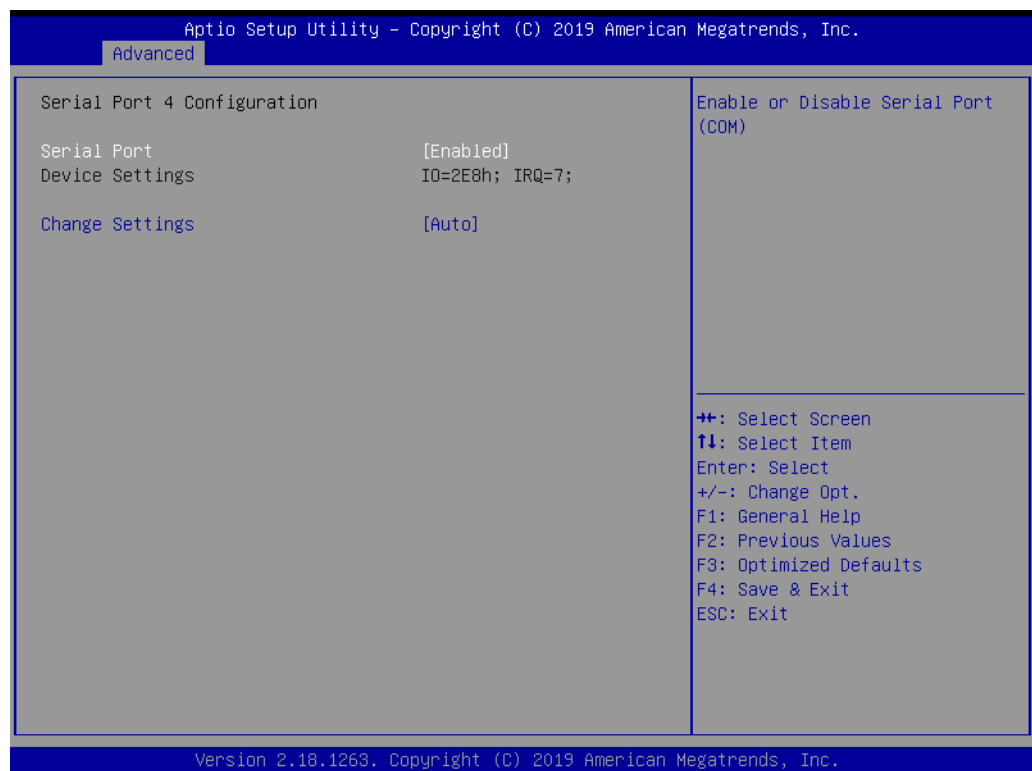 Aptio Setup Utility – Copyright (C) 2019 American Megatrends, Inc.
Advanced
Serial Port 4 Configuration
Serial Port [Enabled]
Device Settings IO=2E8h; IRQ=7;
Change Settings [Auto]
Enable or Disable Serial Port
(COM)
→←: Select Screen
↑↓: Select Item
Enter: Select
+/-: Change Opt.
F1: General Help
F2: Previous Values
F3: Optimized Defaults
F4: Save & Exit
ESC: Exit
Version 2.18.1263. Copyright (C) 2019 American Megatrends, Inc.